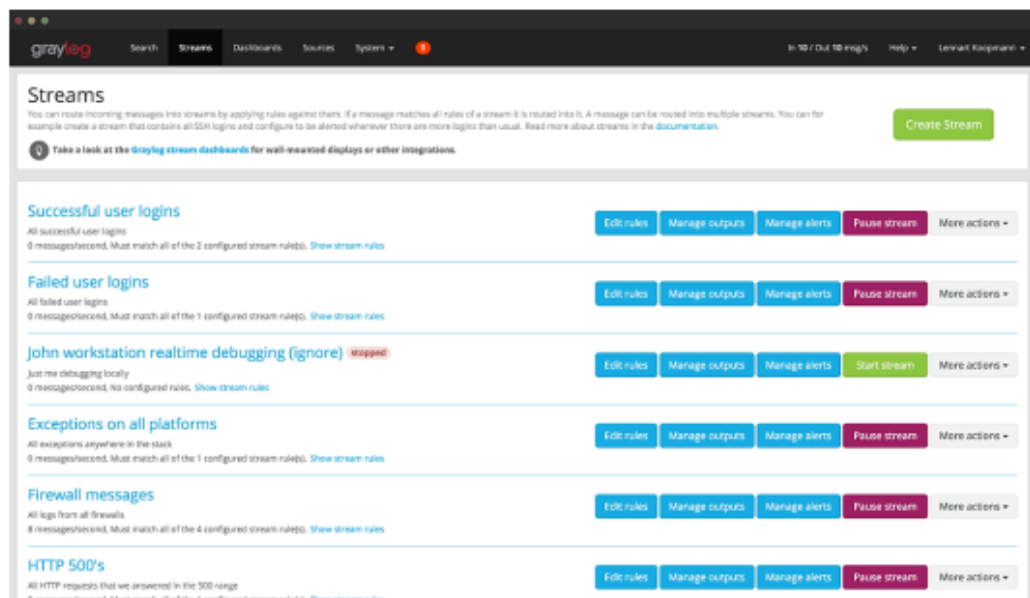 graylog Search Streams Dashboards Sources System 1 In 10 / Out 10 msg/s Help Lennart Koopmann
Streams
You can route incoming messages into streams by applying rules against them. If a message matches all rules of a stream it is routed into it. A message can be routed into multiple streams. You can for
example create a stream that contains all SSH logins and configure to be alerted whenever there are more logins than usual. Read more about streams in the documentation.
Create Stream
Take a look at the Graylog stream dashboards for wall-mounted displays or other integrations.
Successful user logins
Edit rules Manage outputs Manage alerts Pause stream More actions
All successful user logins
0 messages/second, Must match all of the 2 configured stream rule(s). Show stream rules
Failed user logins
Edit rules Manage outputs Manage alerts Pause stream More actions
All failed user logins
0 messages/second, Must match all of the 1 configured stream rule(s). Show stream rules
John workstation realtime debugging (ignore) stopped
Edit rules Manage outputs Manage alerts Start stream More actions
Just me debugging locally
0 messages/second, No configured rules. Show stream rules
Exceptions on all platforms
Edit rules Manage outputs Manage alerts Pause stream More actions
All exceptions anywhere in the stack
0 messages/second, Must match all of the 1 configured stream rule(s). Show stream rules
Firewall messages
Edit rules Manage outputs Manage alerts Pause stream More actions
All logs from all firewalls
8 messages/second, Must match all of the 4 configured stream rule(s). Show stream rules
HTTP 500's
Edit rules Manage outputs Manage alerts Pause stream More actions
All HTTP requests that we answered in the 500 range